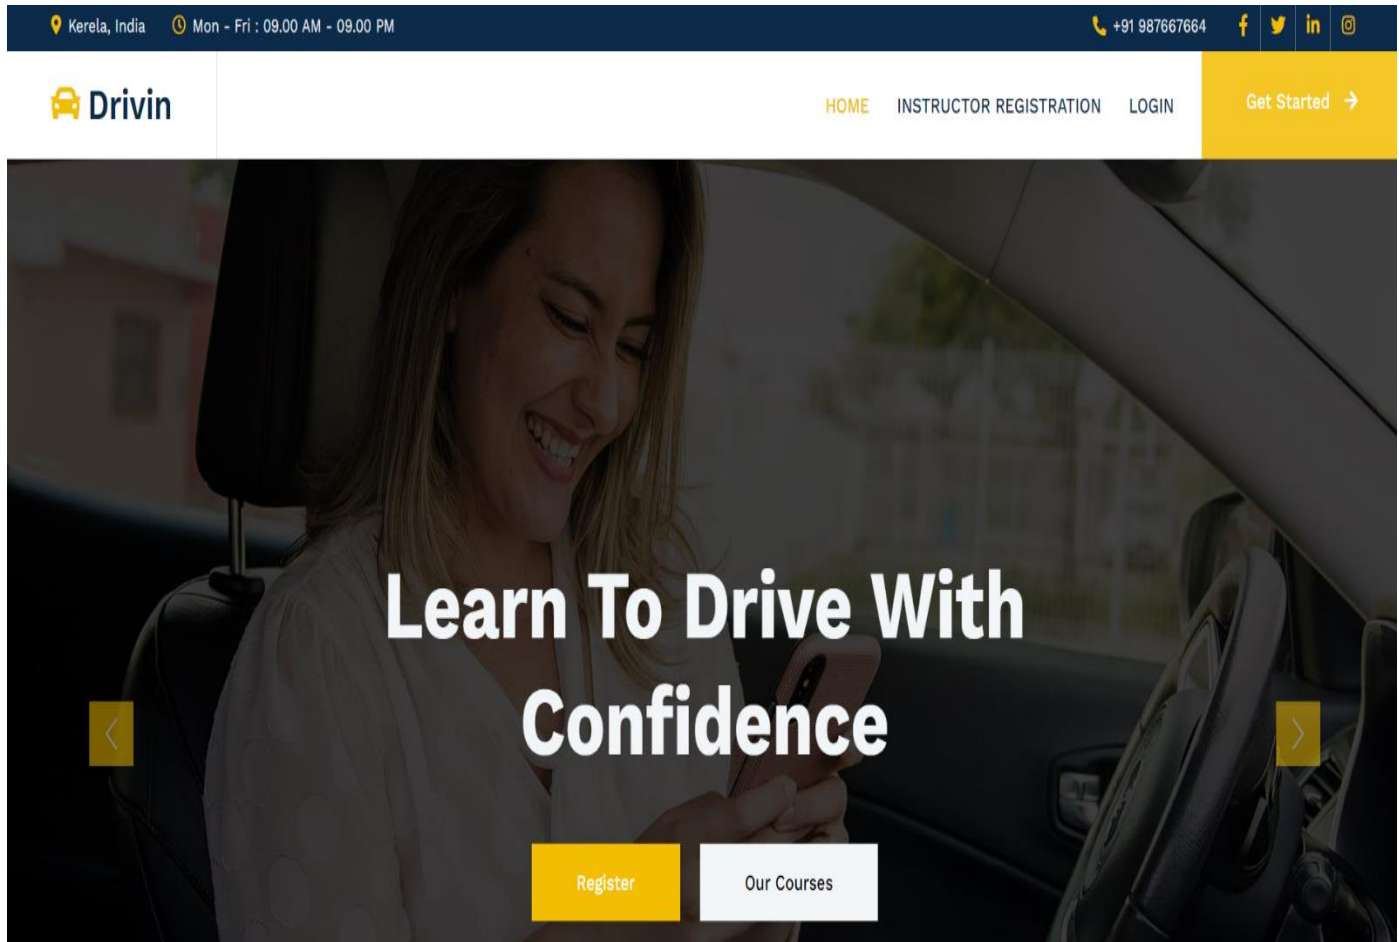 Kerela, India Mon - Fri : 09.00 AM - 09.00 PM +91 987667664
Drivin HOME INSTRUCTOR REGISTRATION LOGIN Get Started
Learn To Drive With
Confidence
Register Our Courses